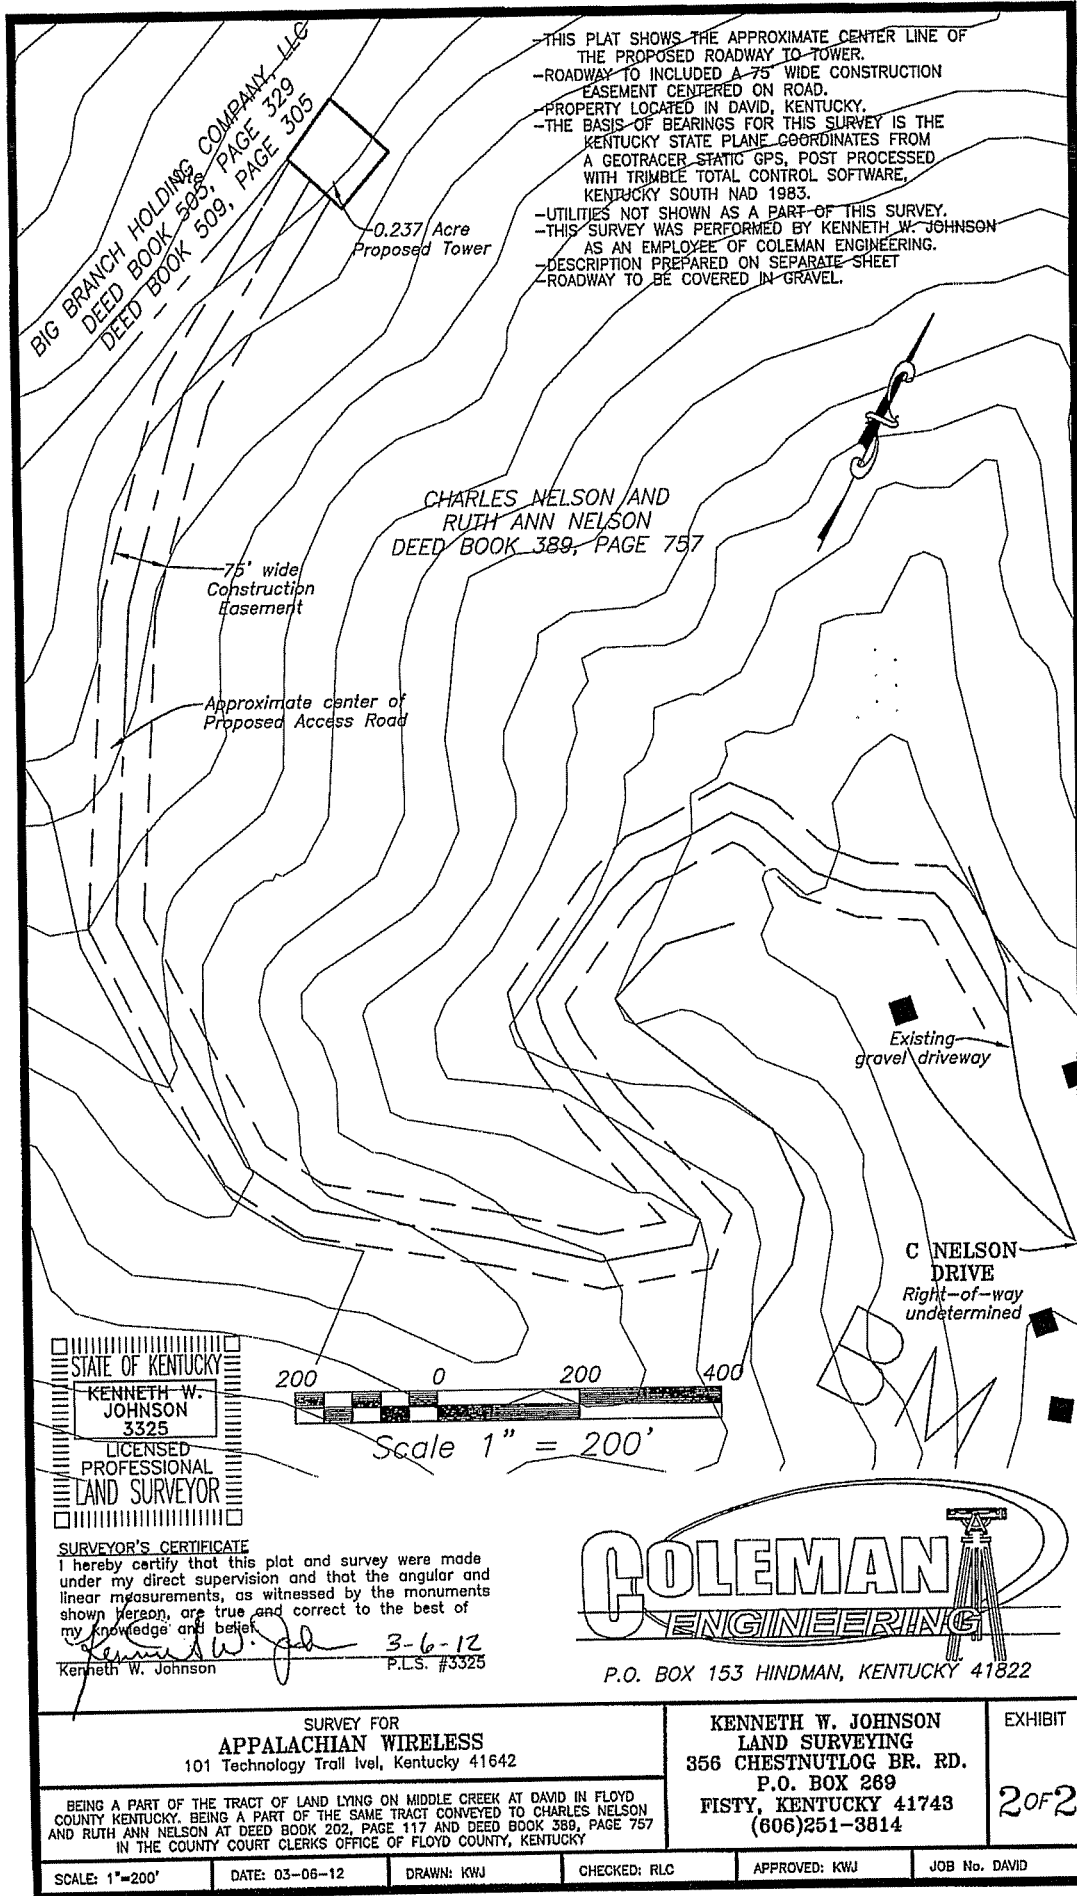 -THIS PLAT SHOWS THE APPROXIMATE CENTER LINE OF
THE PROPOSED ROADWAY TO TOWER.
-ROADWAY TO INCLUDED A 75' WIDE CONSTRUCTION
EASEMENT CENTERED ON ROAD.
-PROPERTY LOCATED IN DAVID, KENTUCKY.
-THE BASIS OF BEARINGS FOR THIS SURVEY IS THE
KENTUCKY STATE PLANE COORDINATES FROM
A GEOTRACER STATIC GPS, POST PROCESSED
WITH TRIMBLE TOTAL CONTROL SOFTWARE,
KENTUCKY SOUTH NAD 1983.
-UTILITIES NOT SHOWN AS A PART OF THIS SURVEY.
-THIS SURVEY WAS PERFORMED BY KENNETH W. JOHNSON
AS AN EMPLOYEE OF COLEMAN ENGINEERING.
-DESCRIPTION PREPARED ON SEPARATE SHEET
-ROADWAY TO BE COVERED IN GRAVEL.
BIG BRANCH HOLDING COMPANY, LLC
DEED BOOK 505, PAGE 329
DEED BOOK 509, PAGE 305
0.237 Acre
Proposed Tower
CHARLES NELSON AND
RUTH ANN NELSON
DEED BOOK 389, PAGE 757
75' wide
Construction
Easement
Approximate center of
Proposed Access Road
Existing
gravel driveway
C NELSON
DRIVE
Right-of-way
undetermined
STATE OF KENTUCKY
KENNETH W.
JOHNSON
3325
LICENSED
PROFESSIONAL
LAND SURVEYOR
200 0 200 400
Scale 1" = 200'
SURVEYOR'S CERTIFICATE
I hereby certify that this plat and survey were made
under my direct supervision and that the angular and
linear measurements, as witnessed by the monuments
shown hereon, are true and correct to the best of
my knowledge and belief.
3-6-12
Kenneth W. Johnson P.L.S. #3325
COLEMAN
ENGINEERING
P.O. BOX 153 HINDMAN, KENTUCKY 41822
SURVEY FOR
APPALACHIAN WIRELESS
101 Technology Trail Ivel, Kentucky 41642
BEING A PART OF THE TRACT OF LAND LYING ON MIDDLE CREEK AT DAVID IN FLOYD
COUNTY KENTUCKY. BEING A PART OF THE SAME TRACT CONVEYED TO CHARLES NELSON
AND RUTH ANN NELSON AT DEED BOOK 202, PAGE 117 AND DEED BOOK 389, PAGE 757
IN THE COUNTY COURT CLERKS OFFICE OF FLOYD COUNTY, KENTUCKY
KENNETH W. JOHNSON
LAND SURVEYING
356 CHESTNUTLOG BR. RD.
P.O. BOX 269
FISTY, KENTUCKY 41743
(606)251-3814
EXHIBIT
2 OF 2
SCALE: 1"=200' DATE: 03-06-12 DRAWN: KWJ CHECKED: RLC APPROVED: KWJ JOB No. DAVID